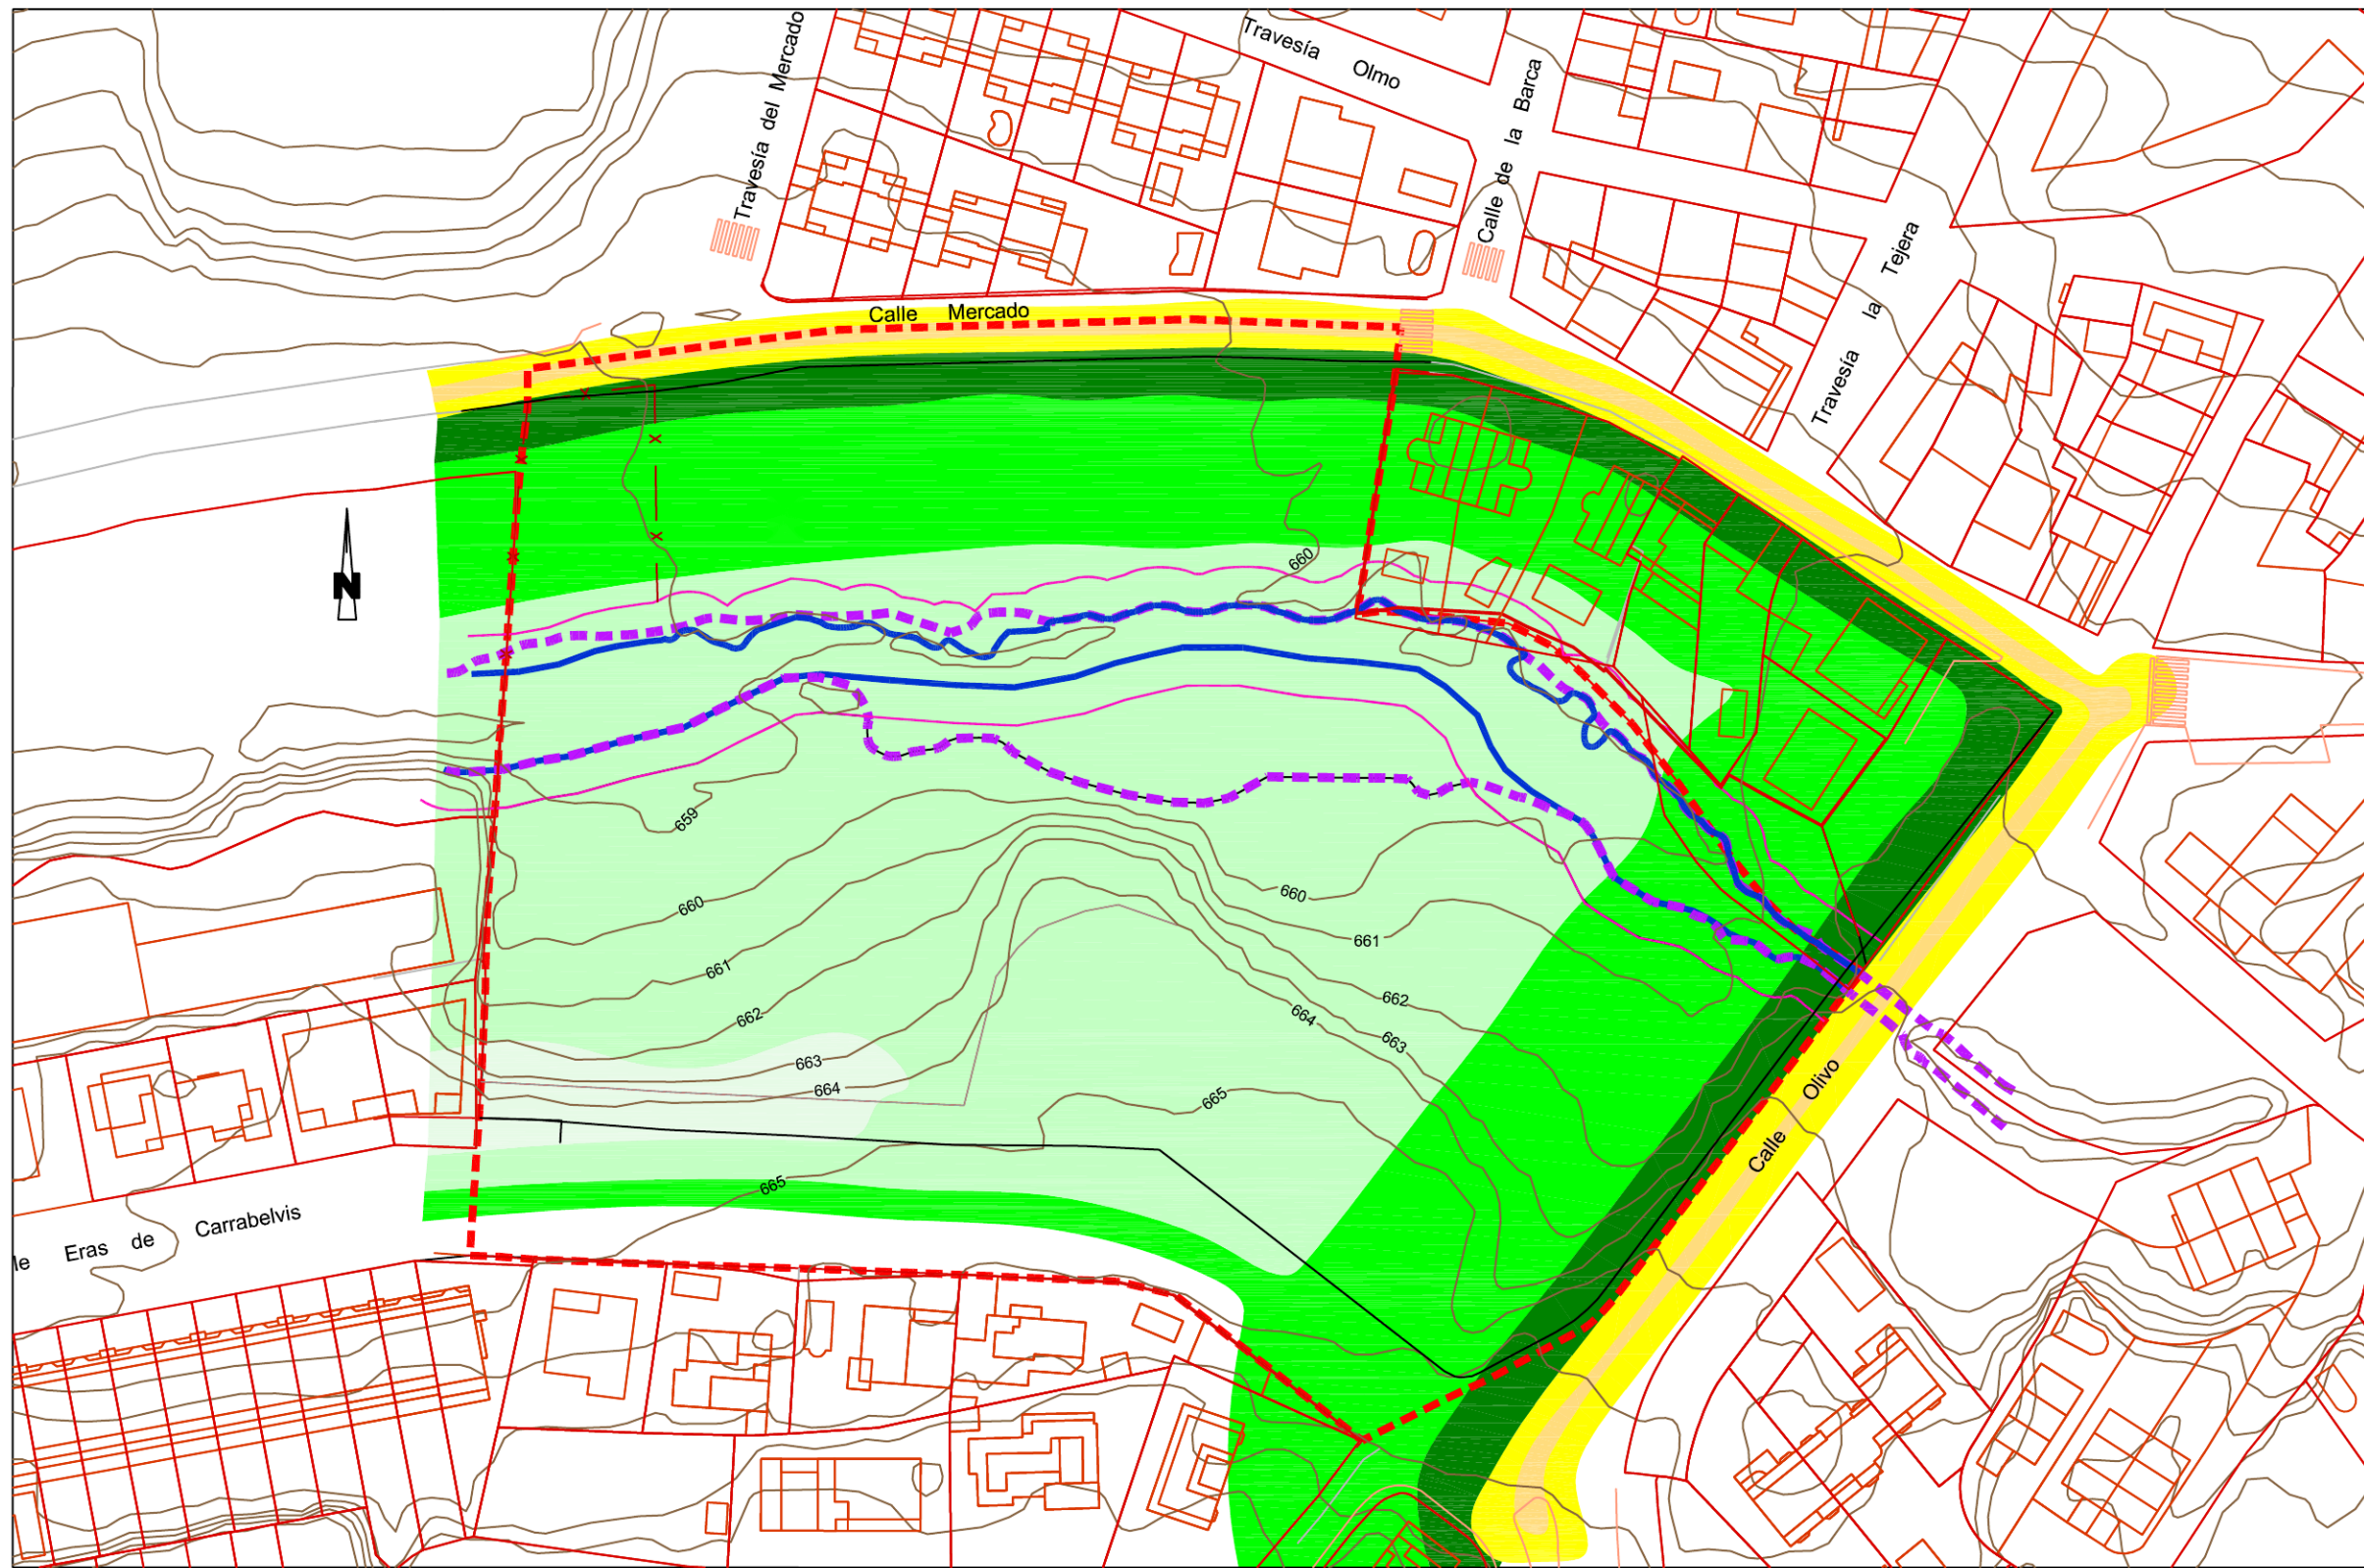 Travesía del Mercado
Travesía Olmo
Calle de la Barca
Travesía la Tejera
Calle Mercado
N
660
659
660
660
661
661
662
662
663
664
663
664
665
665
Calle Olivo
le Eras de Carrabelvis